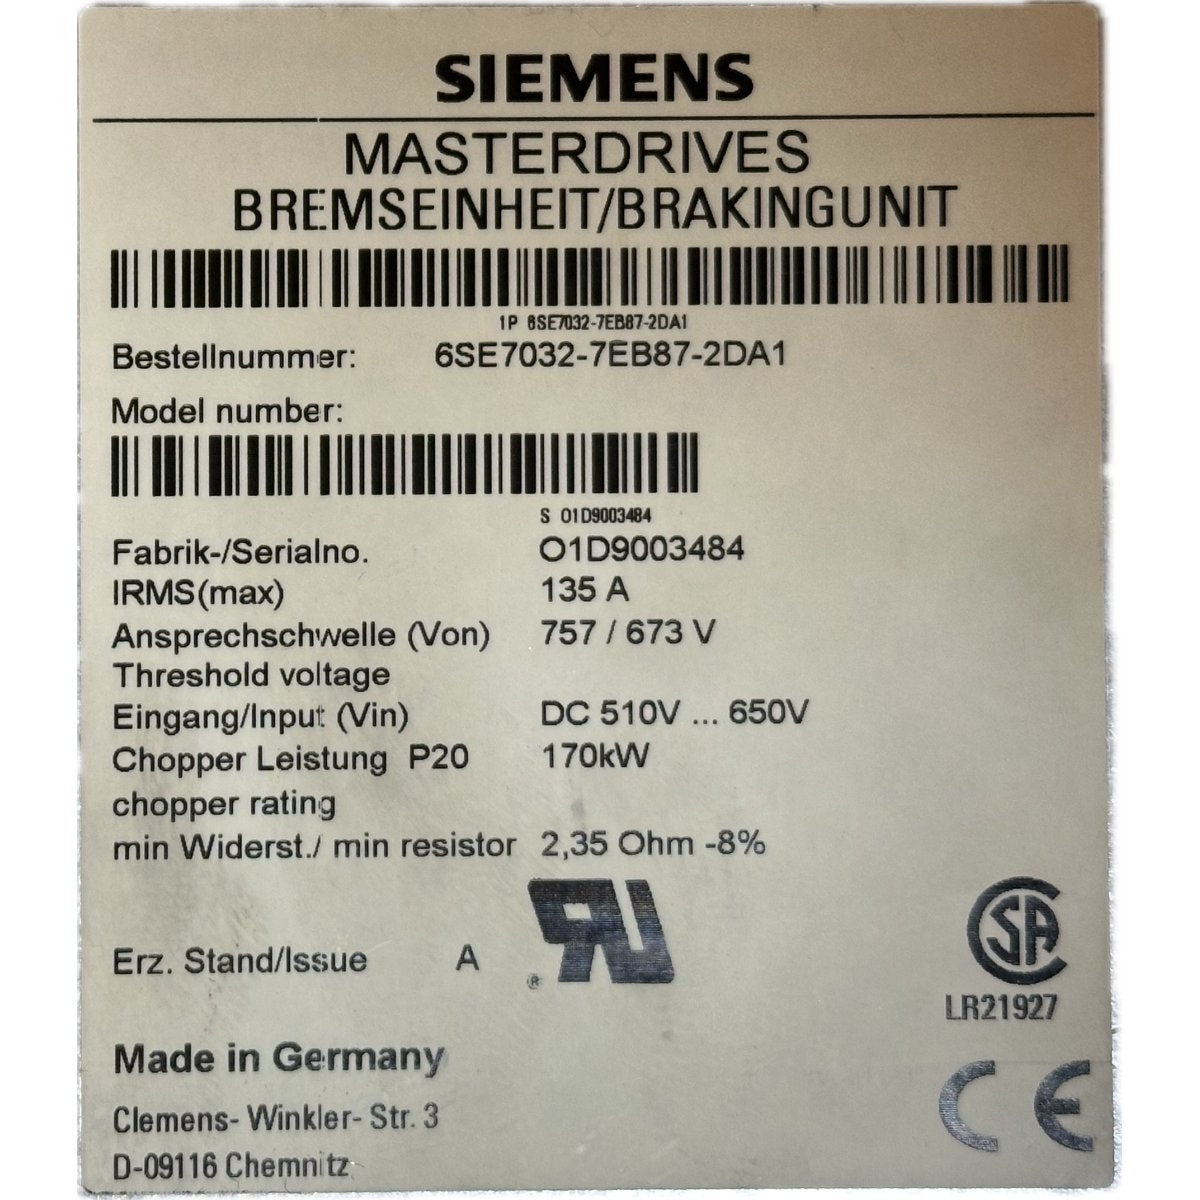 SIEMENS
MASTERDRIVES
BREMSEINHEIT/BRAKINGUNIT
1P 6SE7032-7EB87-2DA1
Bestellnummer: 6SE7032-7EB87-2DA1
Model number:
S O1D9003484
Fabrik-/Serialno. O1D9003484
IRMS(max) 135 A
Ansprechschwelle (Von) 757 / 673 V
Threshold voltage
Eingang/Input (Vin) DC 510V ... 650V
Chopper Leistung P20 170kW
chopper rating
min Widerst./ min resistor 2,35 Ohm -8%
RU
®
Erz. Stand/Issue A
SA
LR21927
Made in Germany
CE
Clemens- Winkler- Str. 3
D-09116 Chemnitz